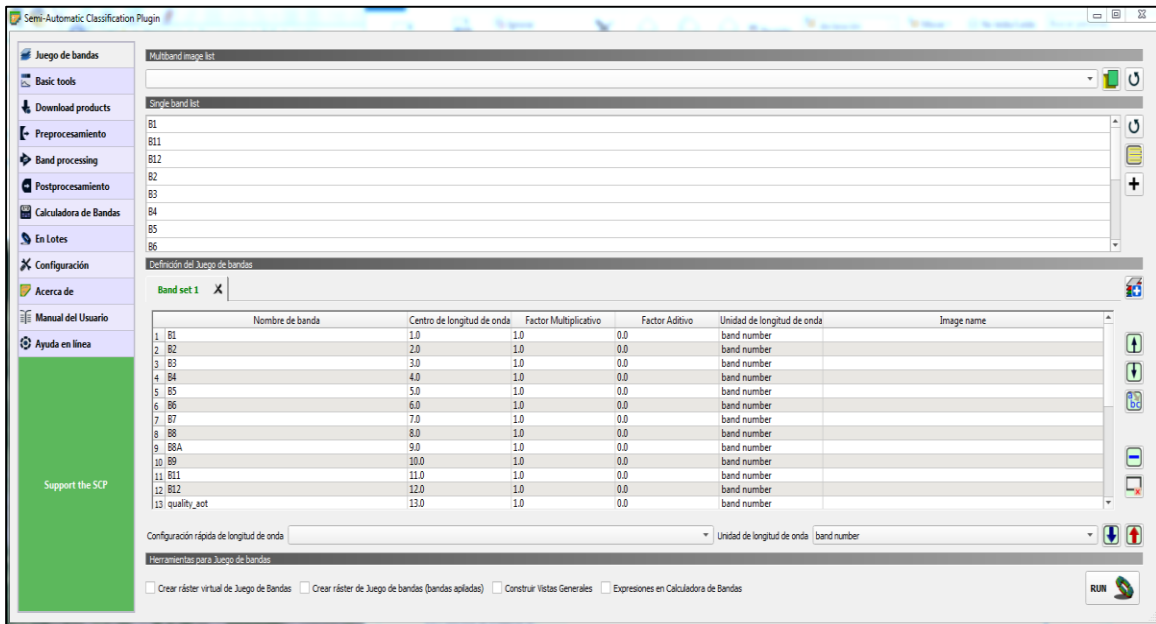 Semi-Automatic Classification Plugin
Juego de bandas
Basic tools
Download products
Preprocesamiento
Band processing
Postprocesamiento
Calculadora de Bandas
En Lotes
Configuración
Acerca de
Manual del Usuario
Ayuda en línea
Support the SCP
Multiband image list
Single band list
B1
B11
B12
B2
B3
B4
B5
B6
Definición del Juego de bandas
Band set 1
Nombre de banda Centro de longitud de onda Factor Multiplicativo Factor Aditivo Unidad de longitud de onda Image name
1 B1 1.0 1.0 0.0 band number
2 B2 2.0 1.0 0.0 band number
3 B3 3.0 1.0 0.0 band number
4 B4 4.0 1.0 0.0 band number
5 B5 5.0 1.0 0.0 band number
6 B6 6.0 1.0 0.0 band number
7 B7 7.0 1.0 0.0 band number
8 B8 8.0 1.0 0.0 band number
9 B8A 9.0 1.0 0.0 band number
10 B9 10.0 1.0 0.0 band number
11 B11 11.0 1.0 0.0 band number
12 B12 12.0 1.0 0.0 band number
13 quality_aot 13.0 1.0 0.0 band number
Configuración rápida de longitud de onda Unidad de longitud de onda band number
Herramientas para Juego de bandas
Crear ráster virtual de Juego de Bandas Crear ráster de Juego de bandas (bandas apiladas) Construir Vistas Generales Expresiones en Calculadora de Bandas
RUN